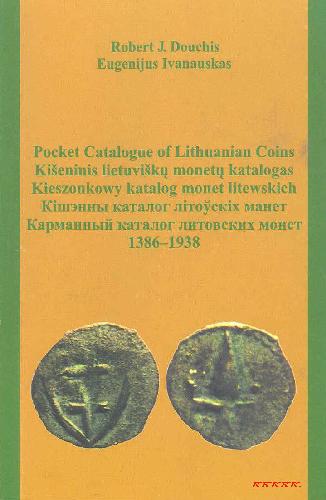 Robert J. Douchis
Eugenijus Ivanauskas
Pocket Catalogue of Lithuanian Coins
Kišeninis lietuviškų monetų katalogas
Kieszonkowy katalog monet litewskich
Кішэнны каталог літоўскіх манет
Карманный каталог литовских монет
1386–1938
ккккк.